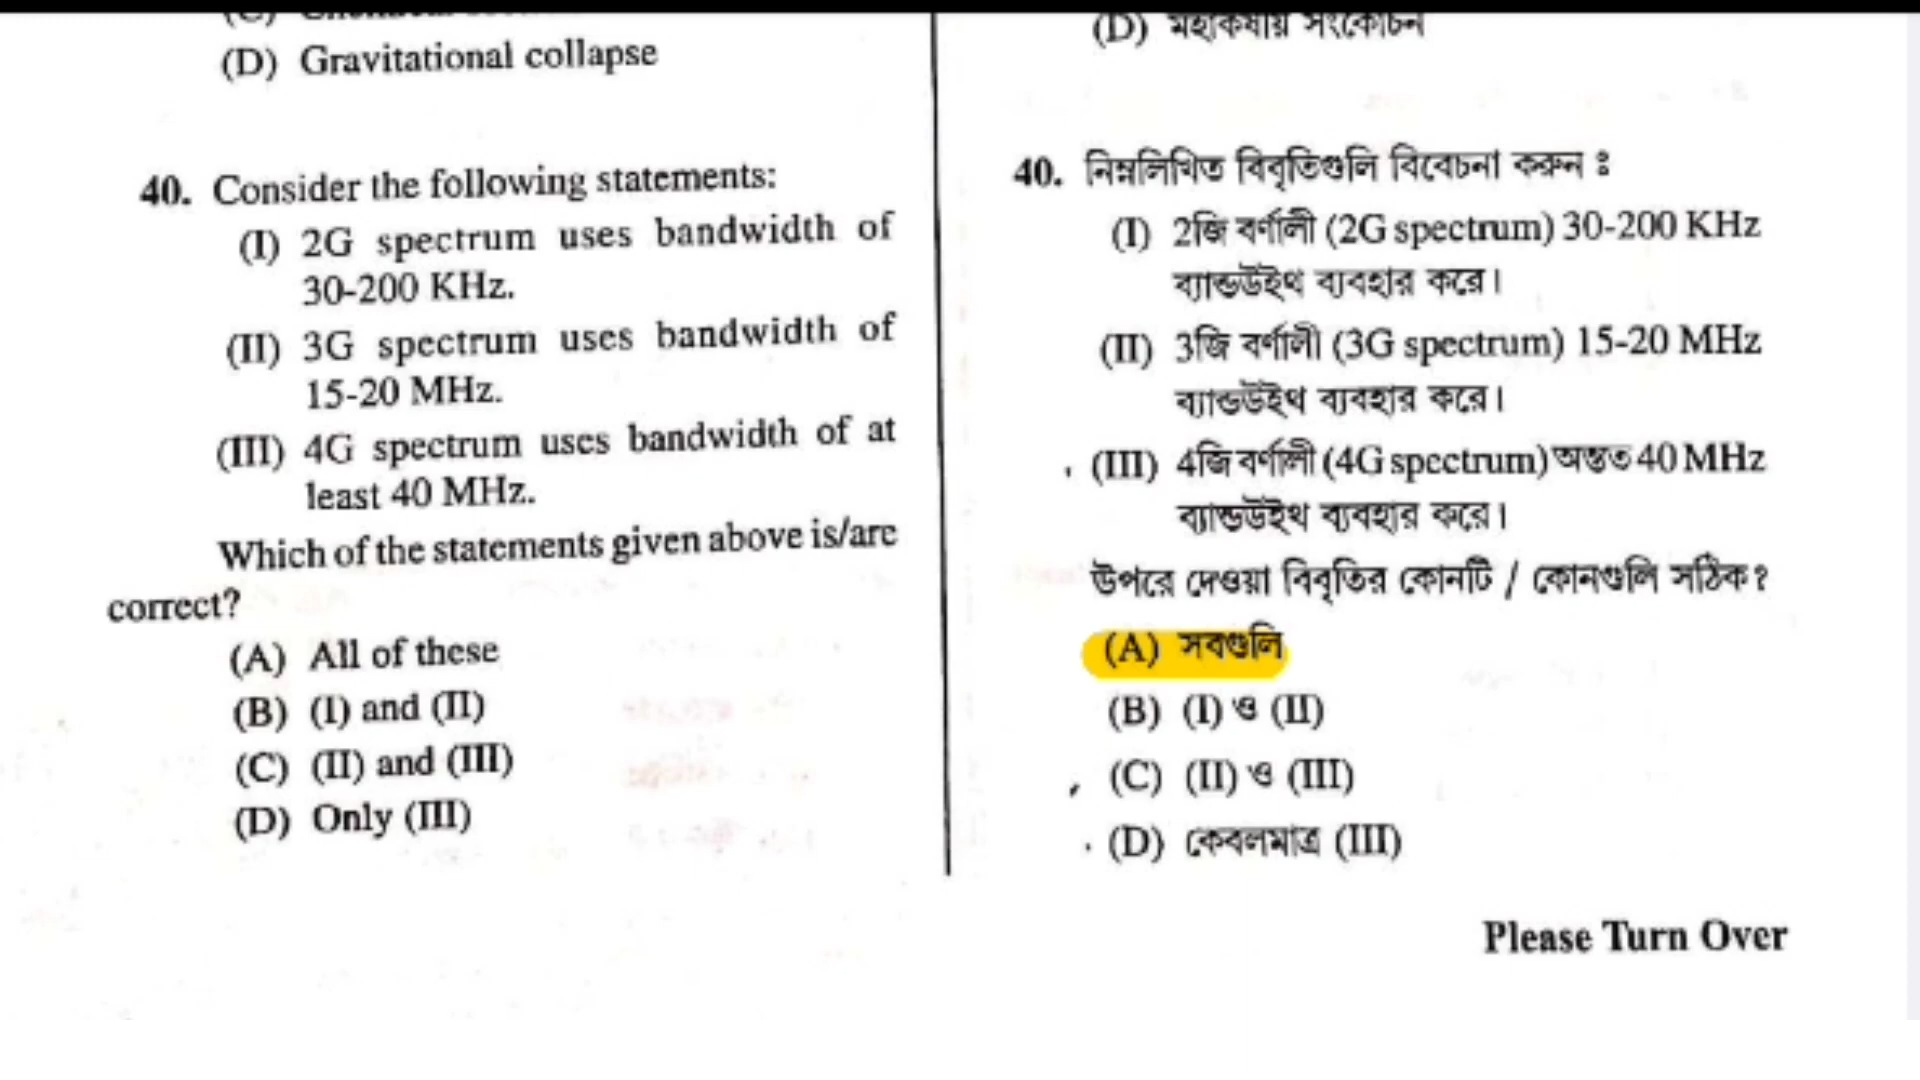 (D) Gravitational collapse
40. Consider the following statements:
(I) 2G spectrum uses bandwidth of
30-200 KHz.
(II) 3G spectrum uses bandwidth of
15-20 MHz.
(III) 4G spectrum uses bandwidth of at
least 40 MHz.
Which of the statements given above is/are
correct?
(A) All of these
(B) (I) and (II)
(C) (II) and (III)
(D) Only (III)
(D) মহাকর্ষীয় সংকোচন
40. নিম্নলিখিত বিবৃতিগুলি বিবেচনা করুন ঃ
(I) 2জি বর্ণালী (2G spectrum) 30-200 KHz
ব্যান্ডউইথ ব্যবহার করে।
(II) 3জি বর্ণালী (3G spectrum) 15-20 MHz
ব্যান্ডউইথ ব্যবহার করে।
(III) 4জি বর্ণালী (4G spectrum) অন্তত 40 MHz
ব্যান্ডউইথ ব্যবহার করে।
উপরে দেওয়া বিবৃতির কোনটি / কোনগুলি সঠিক?
(A) সবগুলি
(B) (I) ও (II)
(C) (II) ও (III)
(D) কেবলমাত্র (III)
Please Turn Over